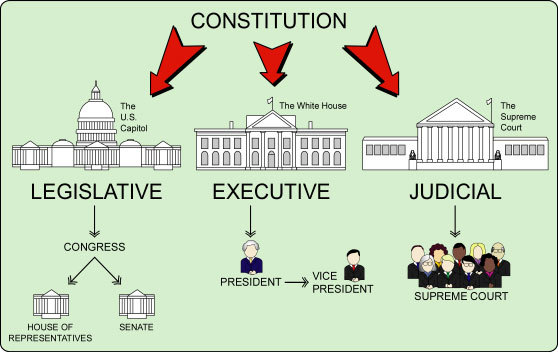 CONSTITUTION
The
U.S.
Capitol
The White House
The
Supreme
Court
LEGISLATIVE
EXECUTIVE
JUDICIAL
CONGRESS
PRESIDENT
VICE
PRESIDENT
SUPREME COURT
HOUSE OF
REPRESENTATIVES
SENATE